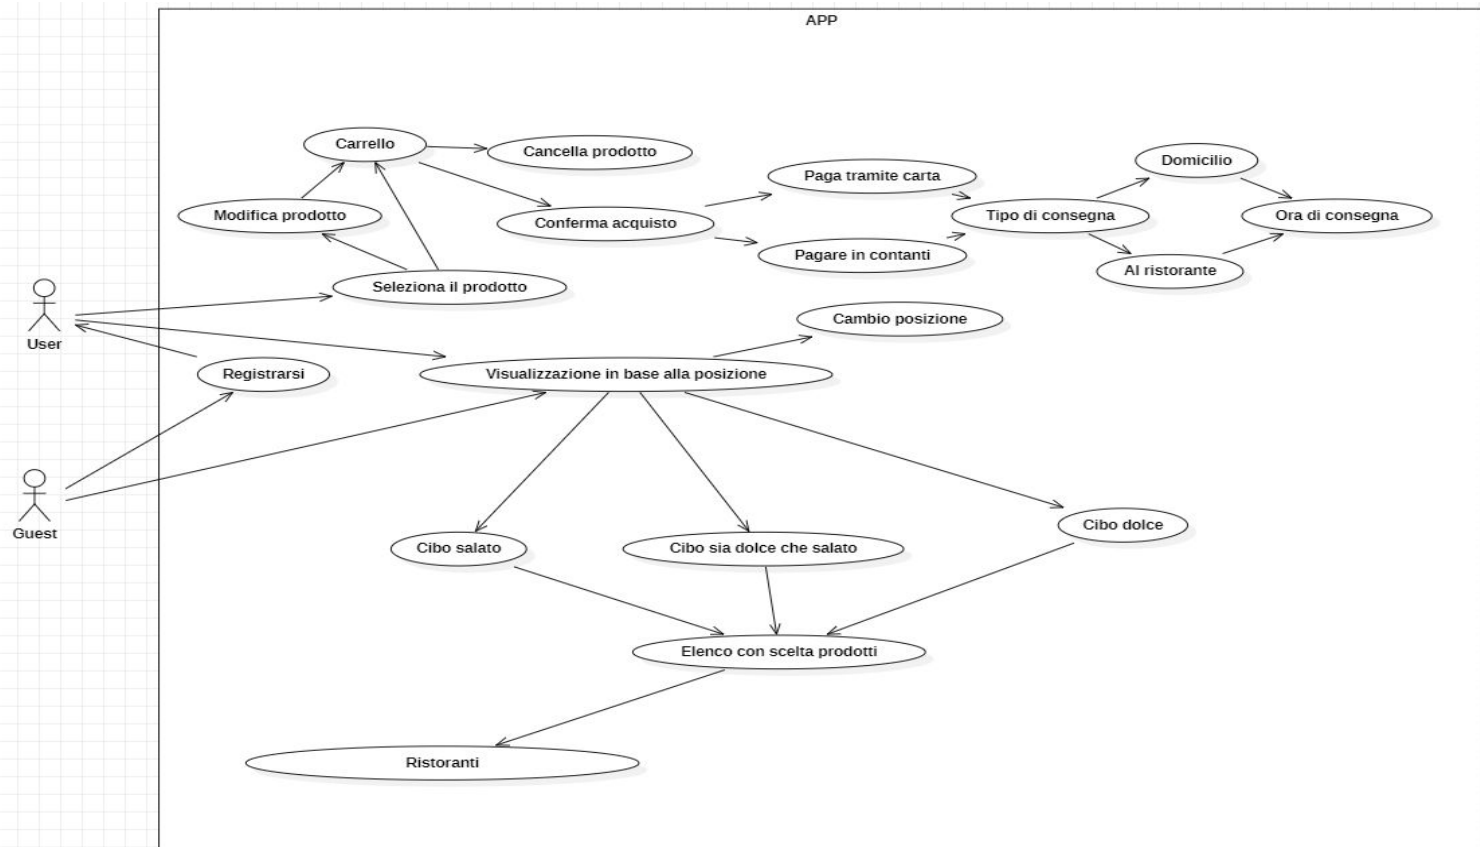 APP
Carrello
Cancella prodotto
Paga tramite carta
Domicilio
Modifica prodotto
Conferma acquisto
Tipo di consegna
Ora di consegna
Pagare in contanti
Al ristorante
Seleziona il prodotto
User
Cambio posizione
Registrarsi
Visualizzazione in base alla posizione
Guest
Cibo salato
Cibo sia dolce che salato
Cibo dolce
Elenco con scelta prodotti
Ristoranti